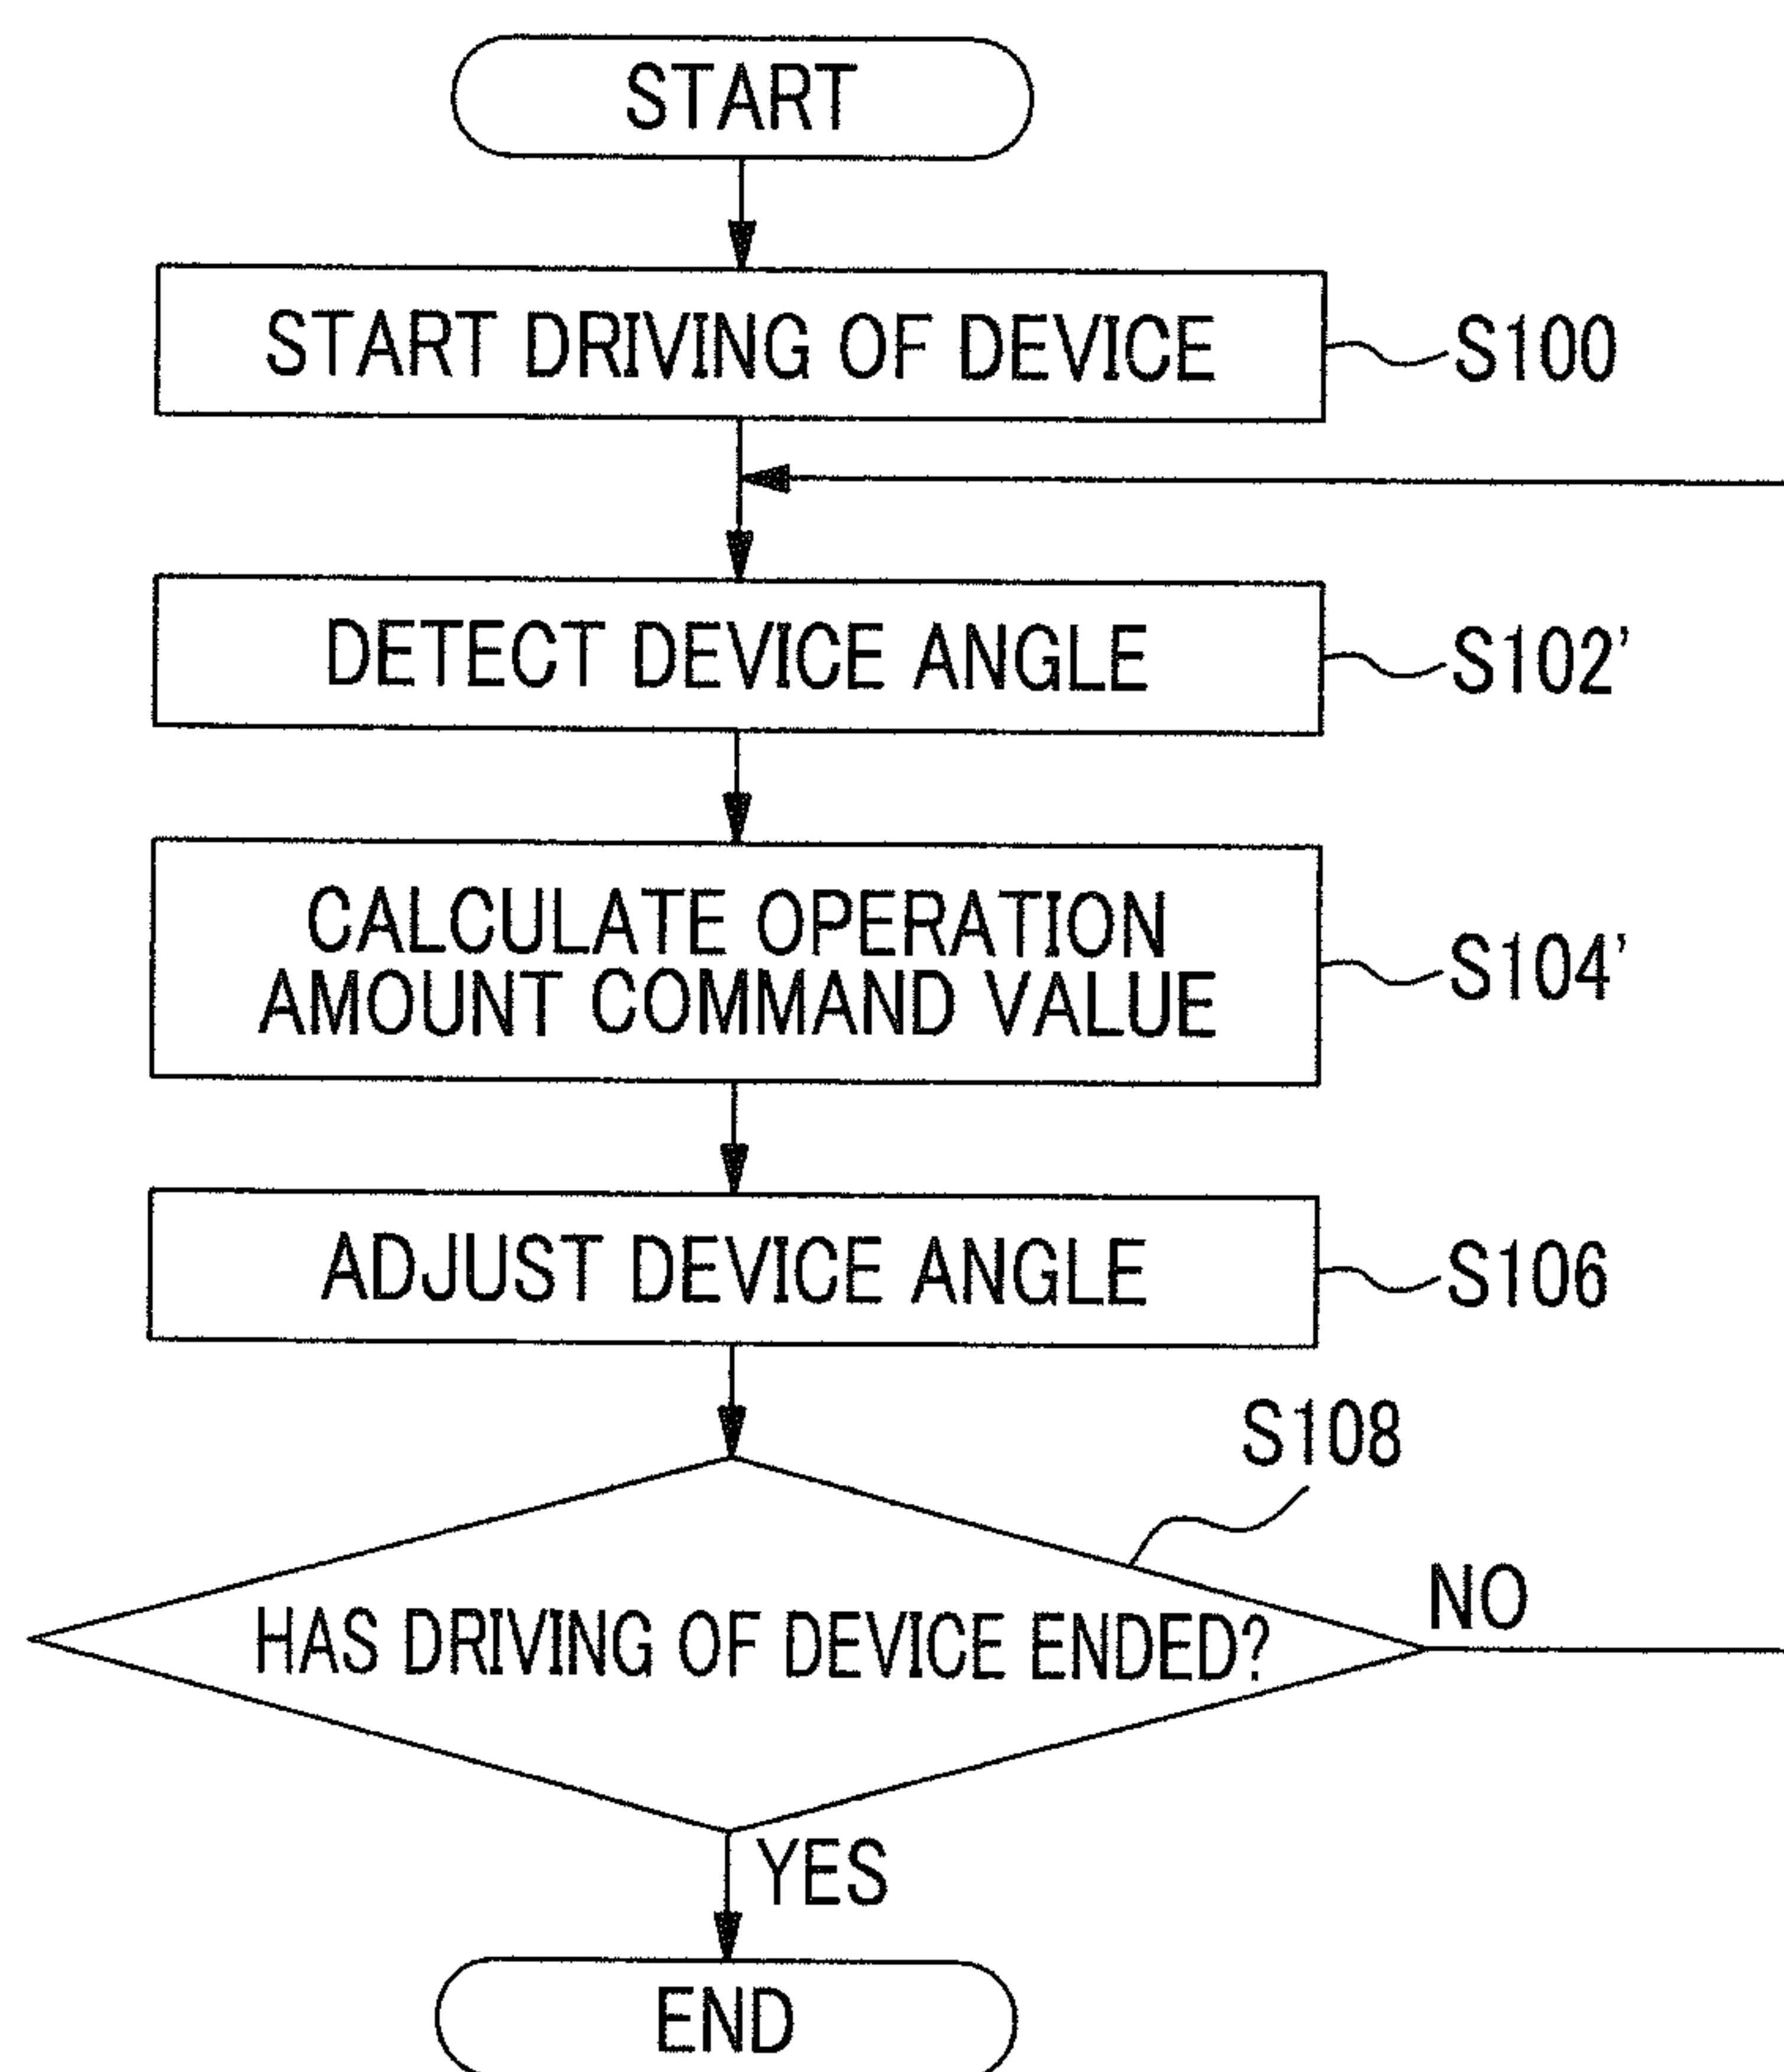 START
START DRIVING OF DEVICE
S100
DETECT DEVICE ANGLE
S102'
CALCULATE OPERATION
AMOUNT COMMAND VALUE
S104'
ADJUST DEVICE ANGLE
S106
S108
HAS DRIVING OF DEVICE ENDED?
NO
YES
END